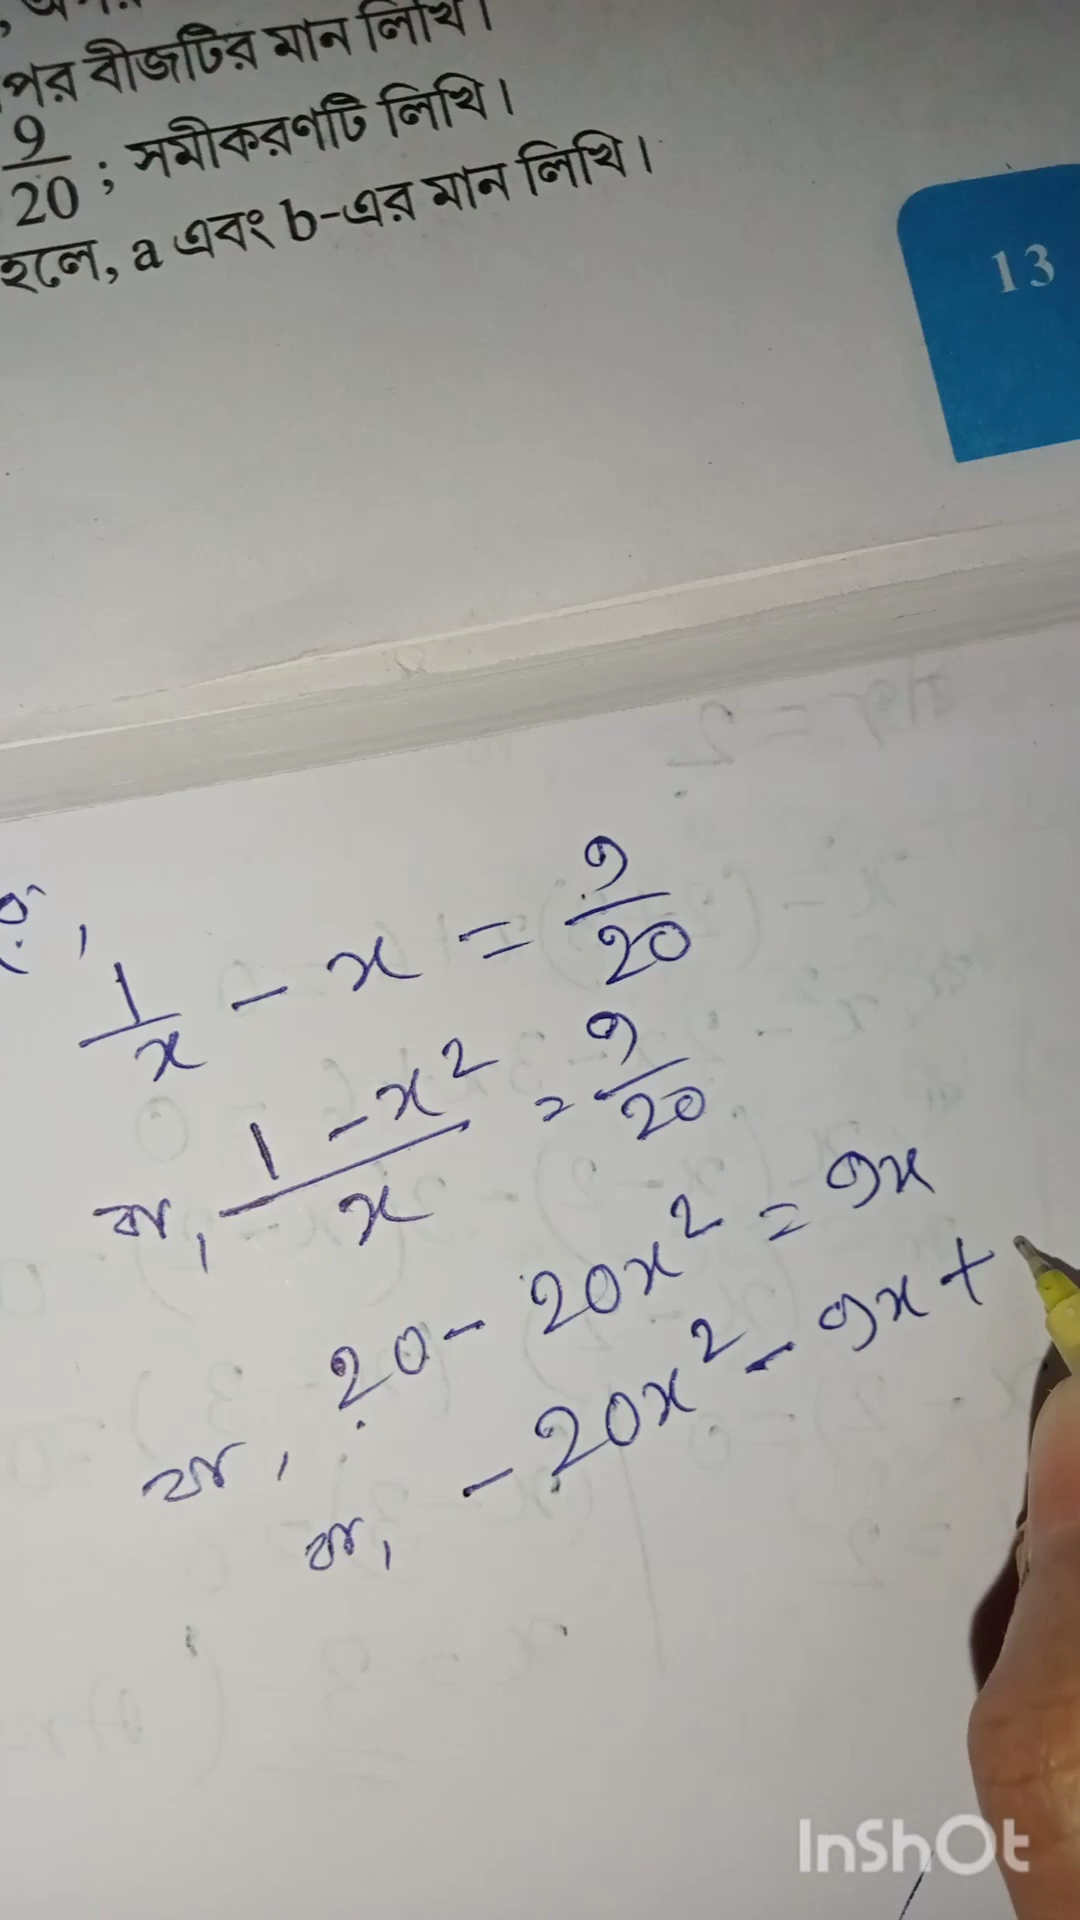 পর বীজটির মান লিখি।
9/20 ; সমীকরণটি লিখি।
হলে, a এবং b-এর মান লিখি।
13
1/x - x = 9/20
বা, (1 - x²)/x = 9/20
বা, 20 - 20x² = 9x
বা, - 20x² - 9x +
InShOt